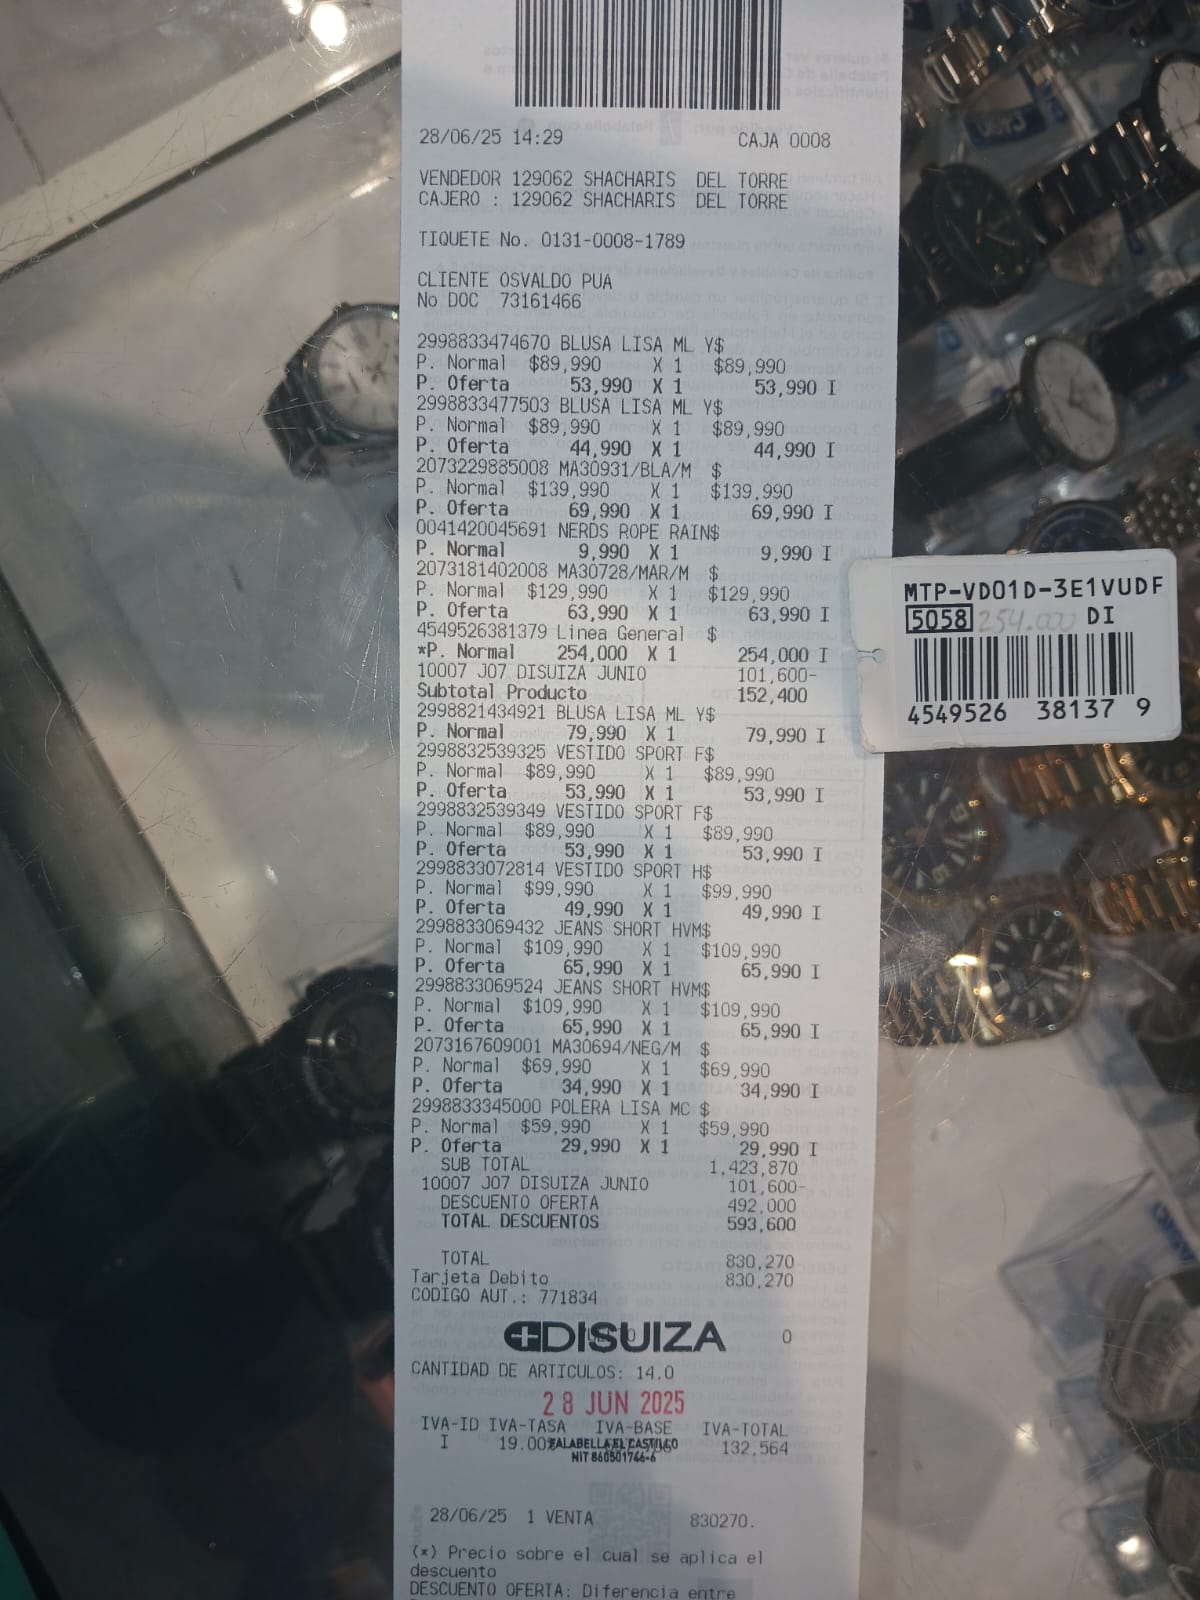 28/06/25 14:29 CAJA 0008
VENDEDOR 129062 SHACHARIS DEL TORRE
CAJERO : 129062 SHACHARIS DEL TORRE
TIQUETE No. 0131-0008-1789
CLIENTE OSVALDO PUA
No DOC 73161466
2998833474670 BLUSA LISA ML Y$
P. Normal $89,990 X 1 $89,990
P. Oferta 53,990 X 1 53,990 I
2998833477503 BLUSA LISA ML Y$
P. Normal $89,990 X 1 $89,990
P. Oferta 44,990 X 1 44,990 I
2073229885008 MA30931/BLA/M $
P. Normal $139,990 X 1 $139,990
P. Oferta 69,990 X 1 69,990 I
0041420045691 NERDS ROPE RAIN$
P. Normal 9,990 X 1 9,990 I
2073181402008 MA30728/MAR/M $
P. Normal $129,990 X 1 $129,990
P. Oferta 63,990 X 1 63,990 I
4549526381379 Linea General $
*P. Normal 254,000 X 1 254,000 I
10007 J07 DISUIZA JUNIO 101,600-
Subtotal Producto 152,400
2998821434921 BLUSA LISA ML Y$
P. Normal 79,990 X 1 79,990 I
2998832539325 VESTIDO SPORT F$
P. Normal $89,990 X 1 $89,990
P. Oferta 53,990 X 1 53,990 I
2998832539349 VESTIDO SPORT F$
P. Normal $89,990 X 1 $89,990
P. Oferta 53,990 X 1 53,990 I
2998833072814 VESTIDO SPORT H$
P. Normal $99,990 X 1 $99,990
P. Oferta 49,990 X 1 49,990 I
2998833069432 JEANS SHORT HVM$
P. Normal $109,990 X 1 $109,990
P. Oferta 65,990 X 1 65,990 I
2998833069524 JEANS SHORT HVM$
P. Normal $109,990 X 1 $109,990
P. Oferta 65,990 X 1 65,990 I
2073167609001 MA30694/NEG/M $
P. Normal $69,990 X 1 $69,990
P. Oferta 34,990 X 1 34,990 I
2998833345000 POLERA LISA MC $
P. Normal $59,990 X 1 $59,990
P. Oferta 29,990 X 1 29,990 I
SUB TOTAL 1,423,870
10007 J07 DISUIZA JUNIO 101,600-
DESCUENTO OFERTA 492,000
TOTAL DESCUENTOS 593,600
TOTAL 830,270
Tarjeta Debito 830,270
CODIGO AUT.: 771834
DISUIZA 0
CANTIDAD DE ARTICULOS: 14.0
28 JUN 2025
IVA-ID IVA-TASA IVA-BASE IVA-TOTAL
I 19.00% 132,564
FALABELLA EL CASTILLO
NIT 860501746-6
28/06/25 1 VENTA 830270.
(*) Precio sobre el cual se aplica el
descuento
DESCUENTO OFERTA: Diferencia entre
MTP-VD01D-3E1VUDF
5058 254.000 DI
4549526 38137 9